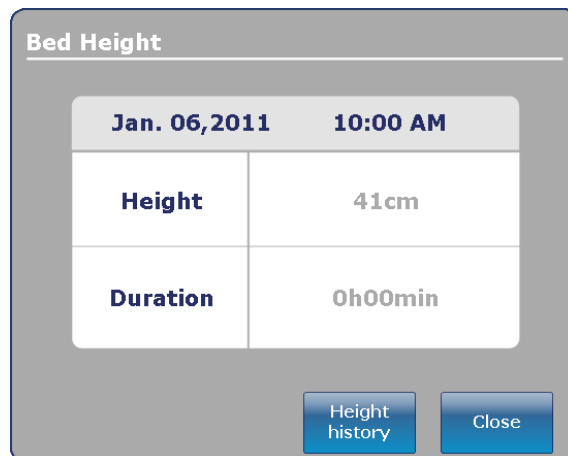 Bed Height
Jan. 06,2011 10:00 AM
Height 41cm
Duration 0h00min
Height
history
Close